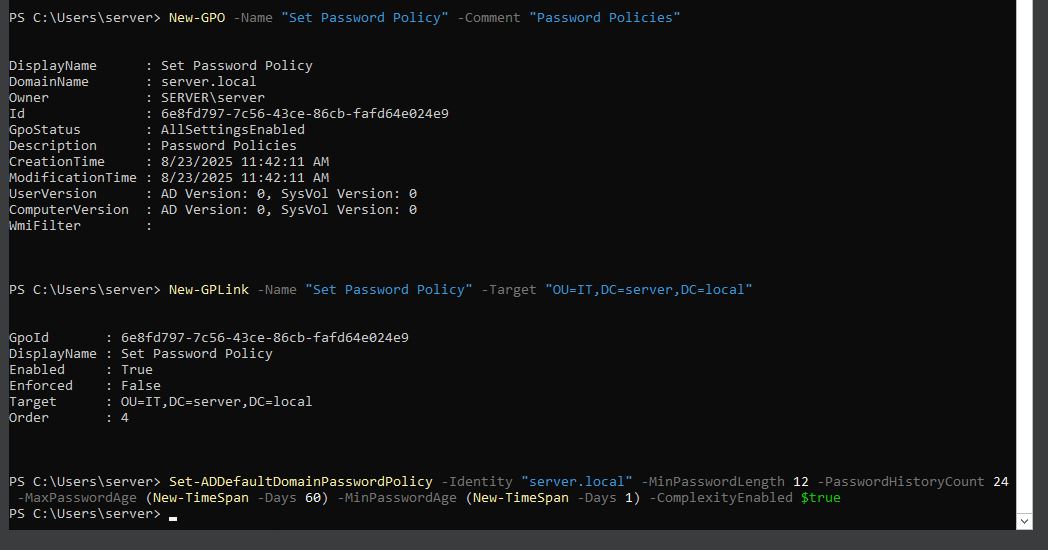 PS C:\Users\server> New-GPO -Name "Set Password Policy" -Comment "Password Policies"
DisplayName      : Set Password Policy
DomainName       : server.local
Owner            : SERVER\server
Id               : 6e8fd797-7c56-43ce-86cb-fafd64e024e9
GpoStatus        : AllSettingsEnabled
Description      : Password Policies
CreationTime     : 8/23/2025 11:42:11 AM
ModificationTime : 8/23/2025 11:42:11 AM
UserVersion      : AD Version: 0, SysVol Version: 0
ComputerVersion  : AD Version: 0, SysVol Version: 0
WmiFilter        :
PS C:\Users\server> New-GPLink -Name "Set Password Policy" -Target "OU=IT,DC=server,DC=local"
GpoId       : 6e8fd797-7c56-43ce-86cb-fafd64e024e9
DisplayName : Set Password Policy
Enabled     : True
Enforced    : False
Target      : OU=IT,DC=server,DC=local
Order       : 4
PS C:\Users\server> Set-ADDefaultDomainPasswordPolicy -Identity "server.local" -MinPasswordLength 12 -PasswordHistoryCount 24
 -MaxPasswordAge (New-TimeSpan -Days 60) -MinPasswordAge (New-TimeSpan -Days 1) -ComplexityEnabled $true
PS C:\Users\server>